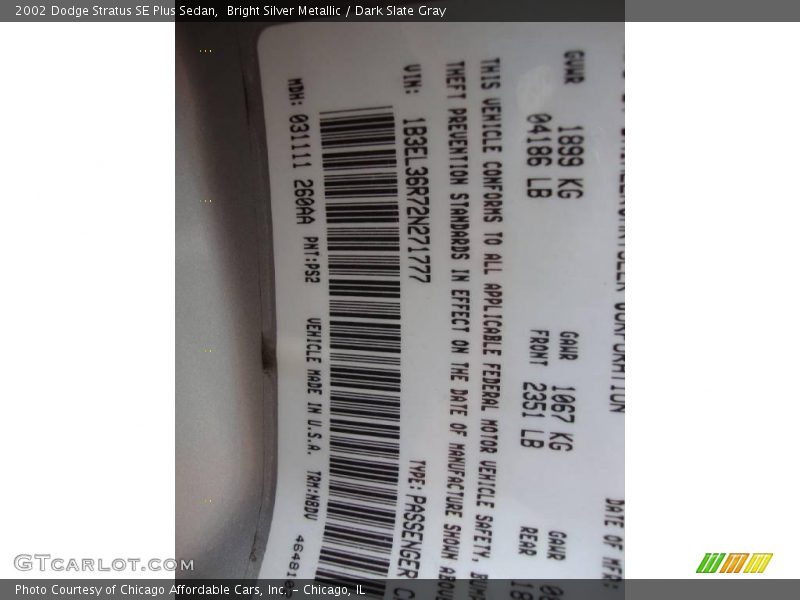 2002 Dodge Stratus SE Plus Sedan, Bright Silver Metallic / Dark Slate Gray
DATE OF MFR:
GVWR 1899 KG
04186 LB
GAWR FRONT 1067 KG
2351 LB
GAWR REAR
THIS VEHICLE CONFORMS TO ALL APPLICABLE FEDERAL MOTOR VEHICLE SAFETY,
THEFT PREVENTION STANDARDS IN EFFECT ON THE DATE OF MANUFACTURE SHOWN
VIN: 1B3EL36R72N271777 TYPE: PASSENGER
MDH: 031111 260AA PNT:PS2 VEHICLE MADE IN U.S.A. TRM:N8DV
GTCarLot.com
Photo Courtesy of Chicago Affordable Cars, Inc. – Chicago, IL